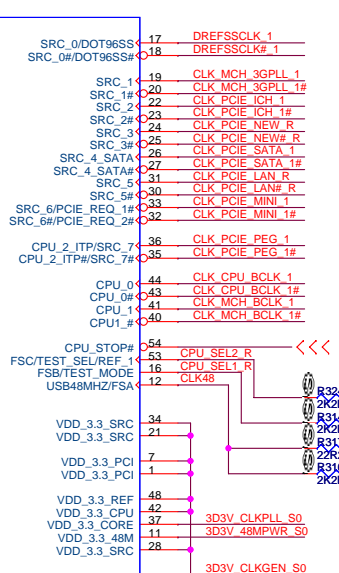 SRC_0/DOT96SS 17 DREFSSCLK_1
SRC_0#/DOT96SS# 18 DREFSSCLK#_1
SRC_1 19 CLK_MCH_3GPLL_1
SRC_1# 20 CLK_MCH_3GPLL_1#
SRC_2 22 CLK_PCIE_ICH_1
SRC_2# 23 CLK_PCIE_ICH_1#
SRC_3 24 CLK_PCIE_NEW_R
SRC_3# 25 CLK_PCIE_NEW#_R
SRC_4_SATA 26 CLK_PCIE_SATA_1
SRC_4_SATA# 27 CLK_PCIE_SATA_1#
SRC_5 31 CLK_PCIE_LAN_R
SRC_5# 30 CLK_PCIE_LAN#_R
SRC_6/PCIE_REQ_1# 33 CLK_PCIE_MINI_1
SRC_6#/PCIE_REQ_2# 32 CLK_PCIE_MINI_1#
CPU_2_ITP/SRC_7 36 CLK_PCIE_PEG_1
CPU_2_ITP#/SRC_7# 35 CLK_PCIE_PEG_1#
CPU_0 44 CLK_CPU_BCLK_1
CPU_0# 43 CLK_CPU_BCLK_1#
CPU_1 41 CLK_MCH_BCLK_1
CPU1_# 40 CLK_MCH_BCLK_1#
CPU_STOP# 54
FSC/TEST_SEL/REF_1 53 CPU_SEL2_R
FSB/TEST_MODE 16 CPU_SEL1_R
USB48MHZ/FSA 12 CLK48
VDD_3.3_SRC 34
VDD_3.3_SRC 21
VDD_3.3_PCI 7
VDD_3.3_PCI 1
VDD_3.3_REF 48
VDD_3.3_CPU 42
VDD_3.3_CORE 37 3D3V_CLKPLL_S0
VDD_3.3_48M 11 3D3V_48MPWR_S0
VDD_3.3_SRC 28
3D3V_CLKGEN_S0